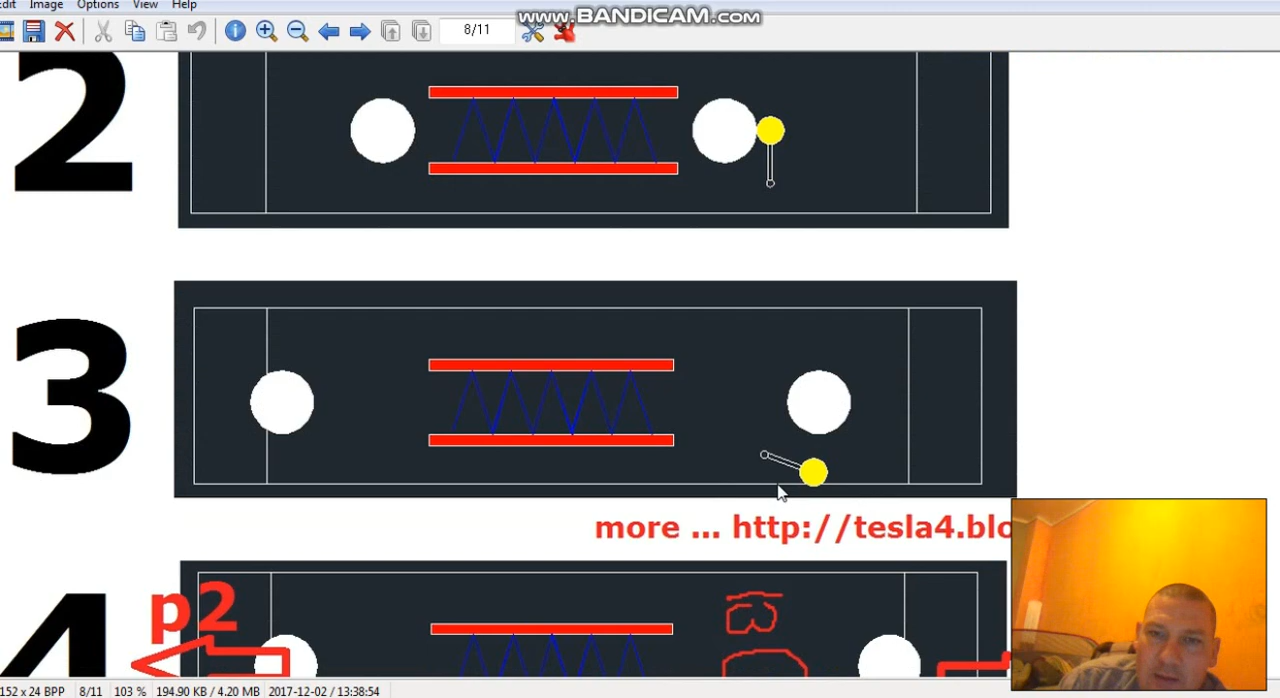 www.BANDICAM.com
Image Options View Help
8/11
2
3
more ... http://tesla4.blo
4
p2
152 x 24 BPP 8/11 103 % 194.90 KB / 4.20 MB 2017-12-02 / 13:38:54